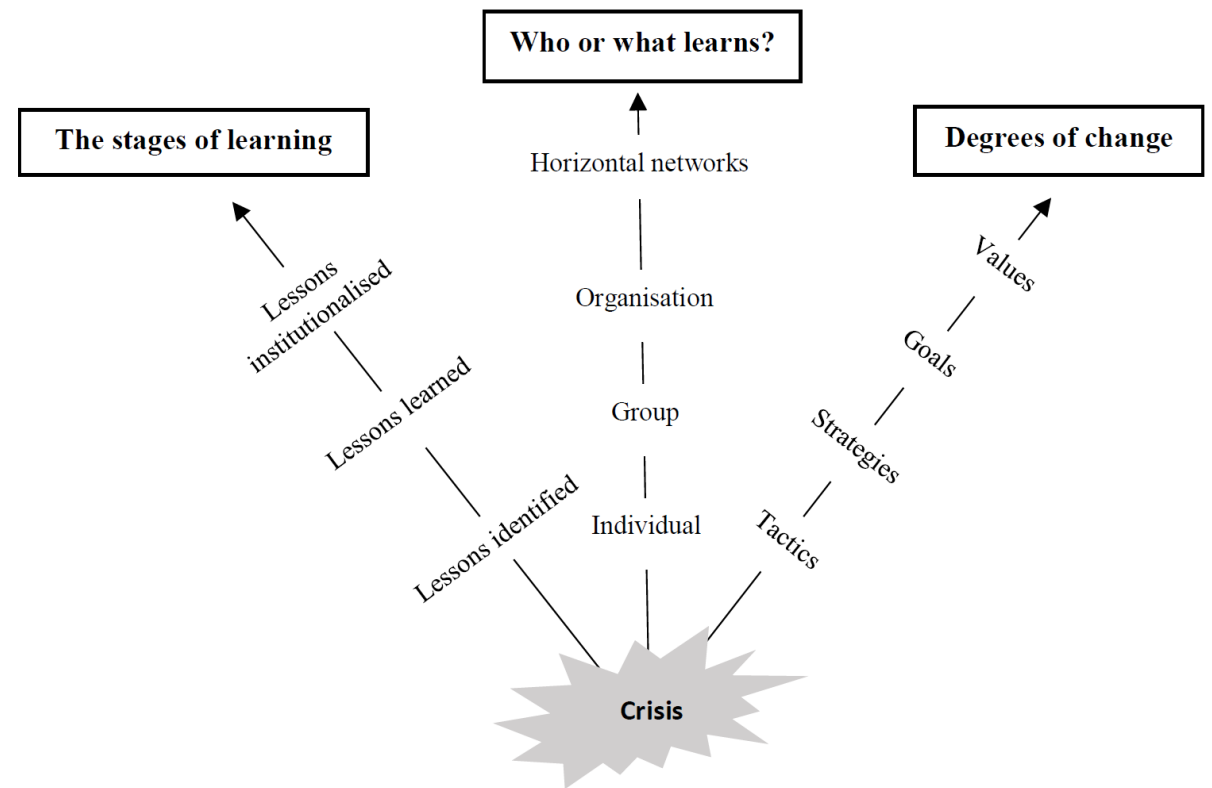 Who or what learns?
The stages of learning
Degrees of change
Horizontal networks
Values
Lessons
institutionalised
Organisation
Goals
Lessons learned
Group
Strategies
Lessons identified
Individual
Tactics
Crisis